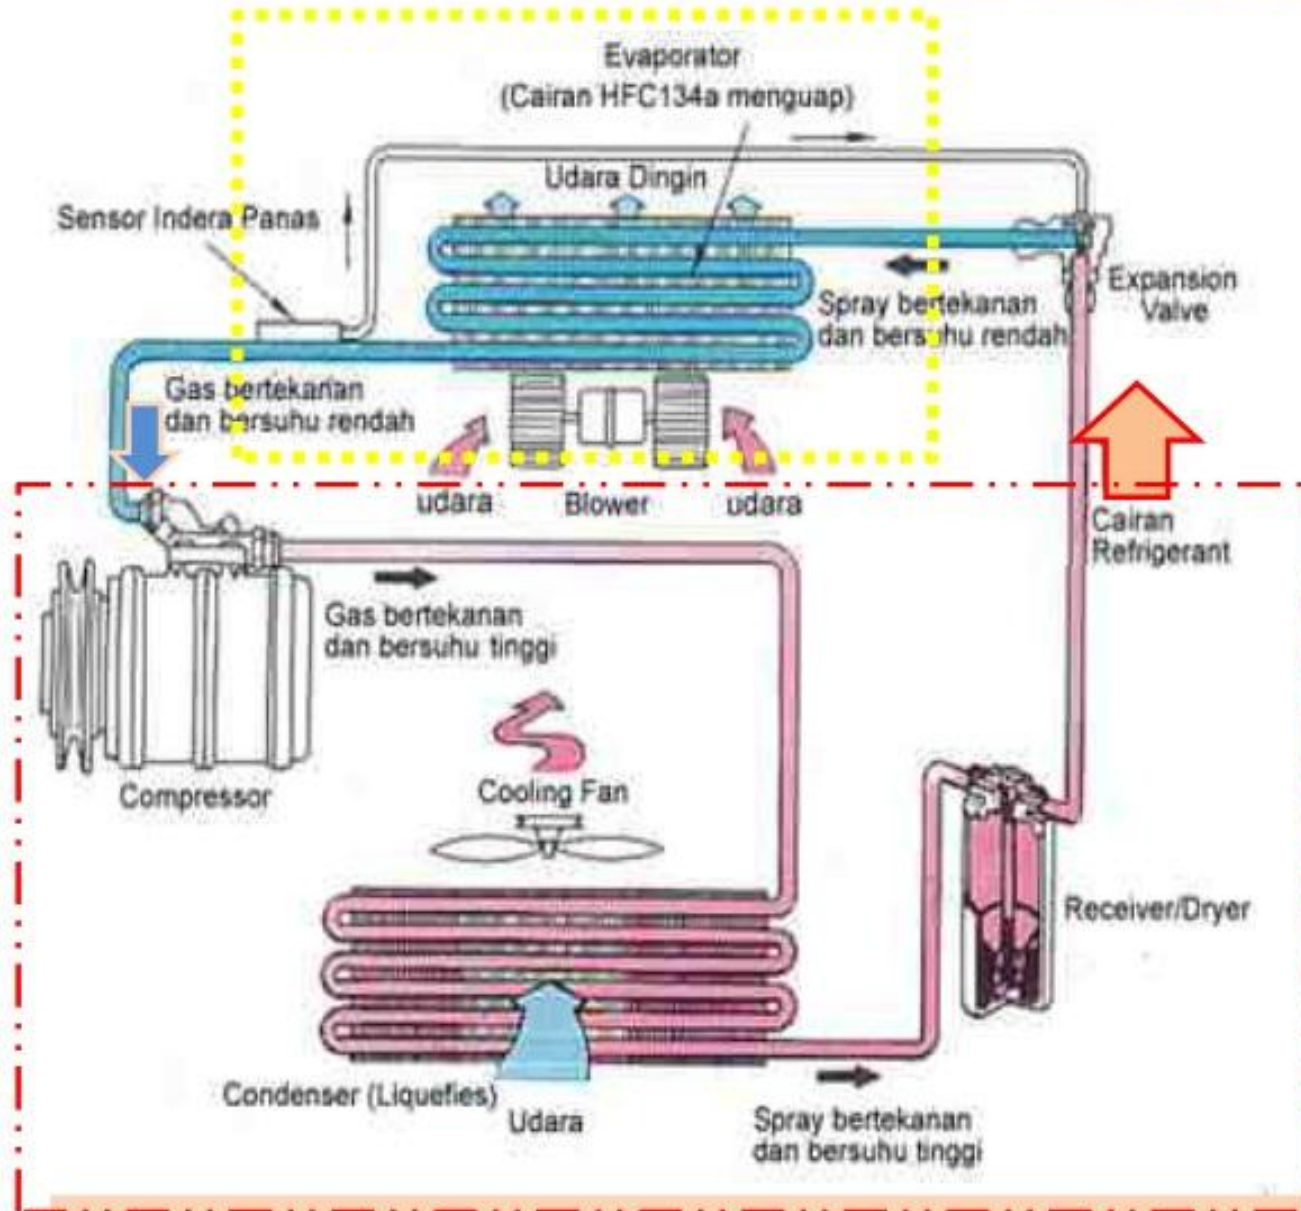 Evaporator
(Cairan HFC134a menguap)
Udara Dingin
Sensor Indera Panas
Expansion
Valve
Spray bertekanan
dan bersuhu rendah
Gas bertekanan
dan bersuhu rendah
udara
Blower
udara
Cairan
Refrigerant
Gas bertekanan
dan bersuhu tinggi
Compressor
Cooling Fan
Receiver/Dryer
Condenser (Liquefies)
Udara
Spray bertekanan
dan bersuhu tinggi